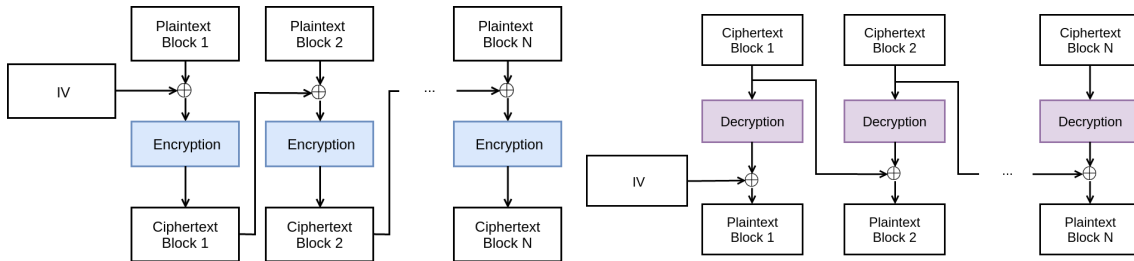 Plaintext
Block 1
Plaintext
Block 2
Plaintext
Block N
IV
...
Encryption
Encryption
Encryption
Ciphertext
Block 1
Ciphertext
Block 2
Ciphertext
Block N
Ciphertext
Block 1
Ciphertext
Block 2
Ciphertext
Block N
Decryption
Decryption
Decryption
IV
...
Plaintext
Block 1
Plaintext
Block 2
Plaintext
Block N